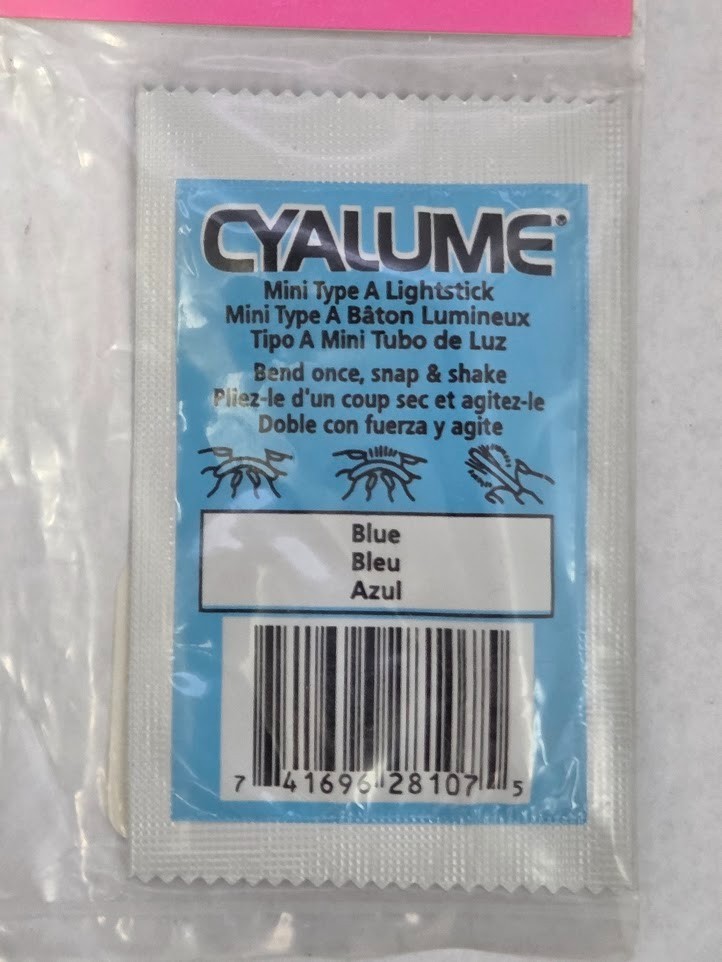 CYALUME®
Mini Type A Lightstick
Mini Type A Bâton Lumineux
Tipo A Mini Tubo de Luz
Bend once, snap & shake
Pliez-le d'un coup sec et agitez-le
Doble con fuerza y agite
Blue
Bleu
Azul
7 41696 28107 5